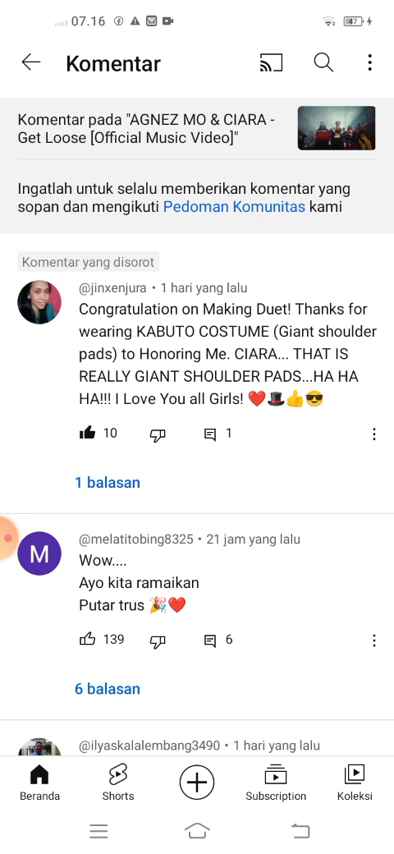 07.16
47
Komentar
Komentar pada "AGNEZ MO & CIARA -
Get Loose [Official Music Video]"
Ingatlah untuk selalu memberikan komentar yang
sopan dan mengikuti Pedoman Komunitas kami
Komentar yang disorot
@jinxenjura • 1 hari yang lalu
Congratulation on Making Duet! Thanks for
wearing KABUTO COSTUME (Giant shoulder
pads) to Honoring Me. CIARA... THAT IS
REALLY GIANT SHOULDER PADS...HA HA
HA!!! I Love You all Girls! ❤️🎩👍😎
10 1
1 balasan
M
@melatitobing8325 • 21 jam yang lalu
Wow....
Ayo kita ramaikan
Putar trus 🎉❤️
139 6
6 balasan
@ilyaskalalembang3490 • 1 hari yang lalu
Beranda Shorts Subscription Koleksi